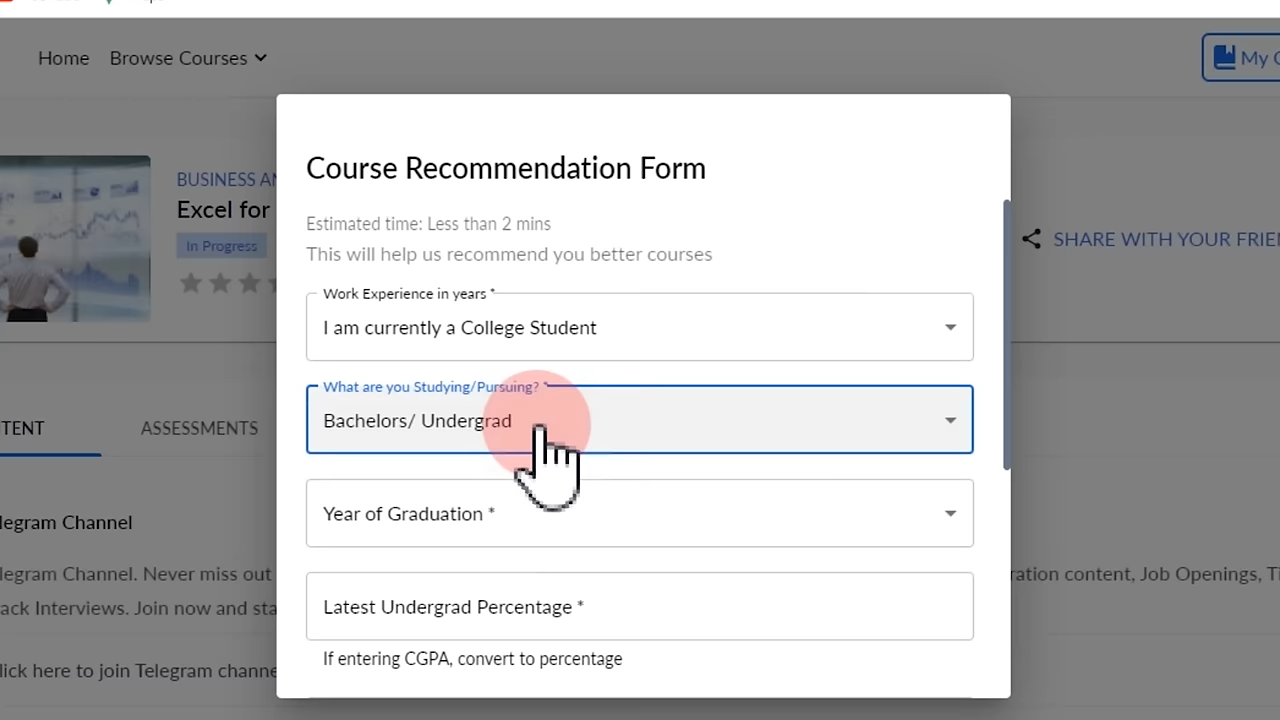 Home Browse Courses My
BUSINESS AN
Excel for
In Progress
SHARE WITH YOUR FRIE
Course Recommendation Form
Estimated time: Less than 2 mins
This will help us recommend you better courses
Work Experience in years *
I am currently a College Student
What are you Studying/Pursuing? *
Bachelors/ Undergrad
Year of Graduation *
Latest Undergrad Percentage *
If entering CGPA, convert to percentage
TENT ASSESSMENTS
legram Channel
legram Channel. Never miss out ration content, Job Openings, Ti
ack Interviews. Join now and sta
lick here to join Telegram channe